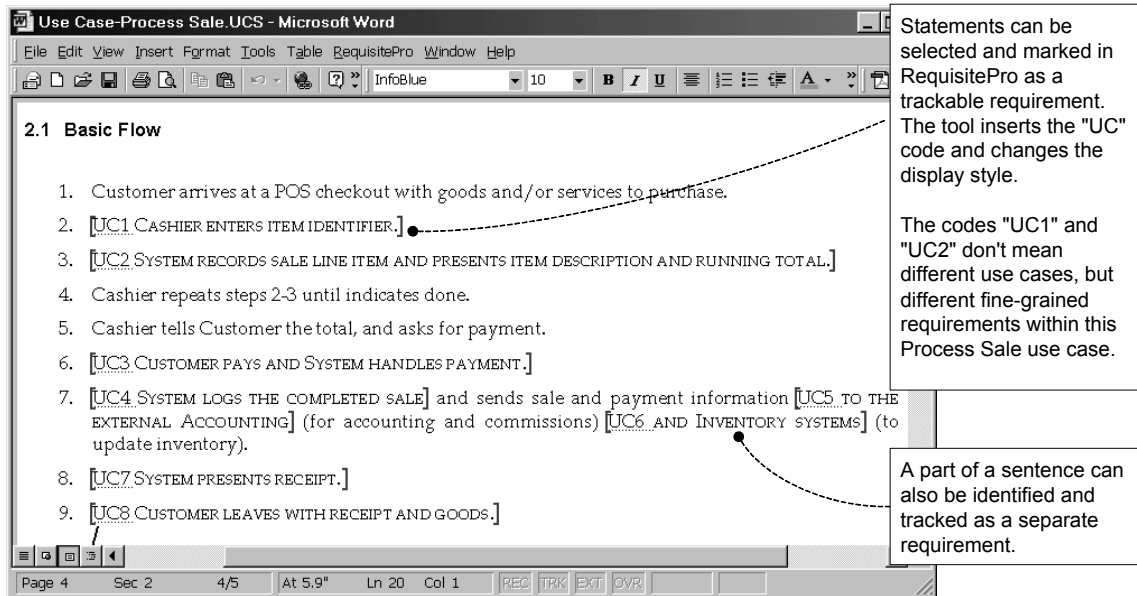 Use Case-Process Sale.UCS - Microsoft Word
File Edit View Insert Format Tools Table RequisitePro Window Help
InfoBlue 10 B I U A
2.1 Basic Flow
1. Customer arrives at a POS checkout with goods and/or services to purchase.
2. [UC1 CASHIER ENTERS ITEM IDENTIFIER.]
3. [UC2 SYSTEM RECORDS SALE LINE ITEM AND PRESENTS ITEM DESCRIPTION AND RUNNING TOTAL.]
4. Cashier repeats steps 2-3 until indicates done.
5. Cashier tells Customer the total, and asks for payment.
6. [UC3 CUSTOMER PAYS AND SYSTEM HANDLES PAYMENT.]
7. [UC4 SYSTEM LOGS THE COMPLETED SALE] and sends sale and payment information [UC5 TO THE
EXTERNAL ACCOUNTING] (for accounting and commissions) [UC6 AND INVENTORY SYSTEMS] (to
update inventory).
8. [UC7 SYSTEM PRESENTS RECEIPT.]
9. [UC8 CUSTOMER LEAVES WITH RECEIPT AND GOODS.]
Page 4 Sec 2 4/5 At 5.9" Ln 20 Col 1 REC TRK EXT OVR
Statements can be
selected and marked in
RequisitePro as a
trackable requirement.
The tool inserts the "UC"
code and changes the
display style.
The codes "UC1" and
"UC2" don't mean
different use cases, but
different fine-grained
requirements within this
Process Sale use case.
A part of a sentence can
also be identified and
tracked as a separate
requirement.